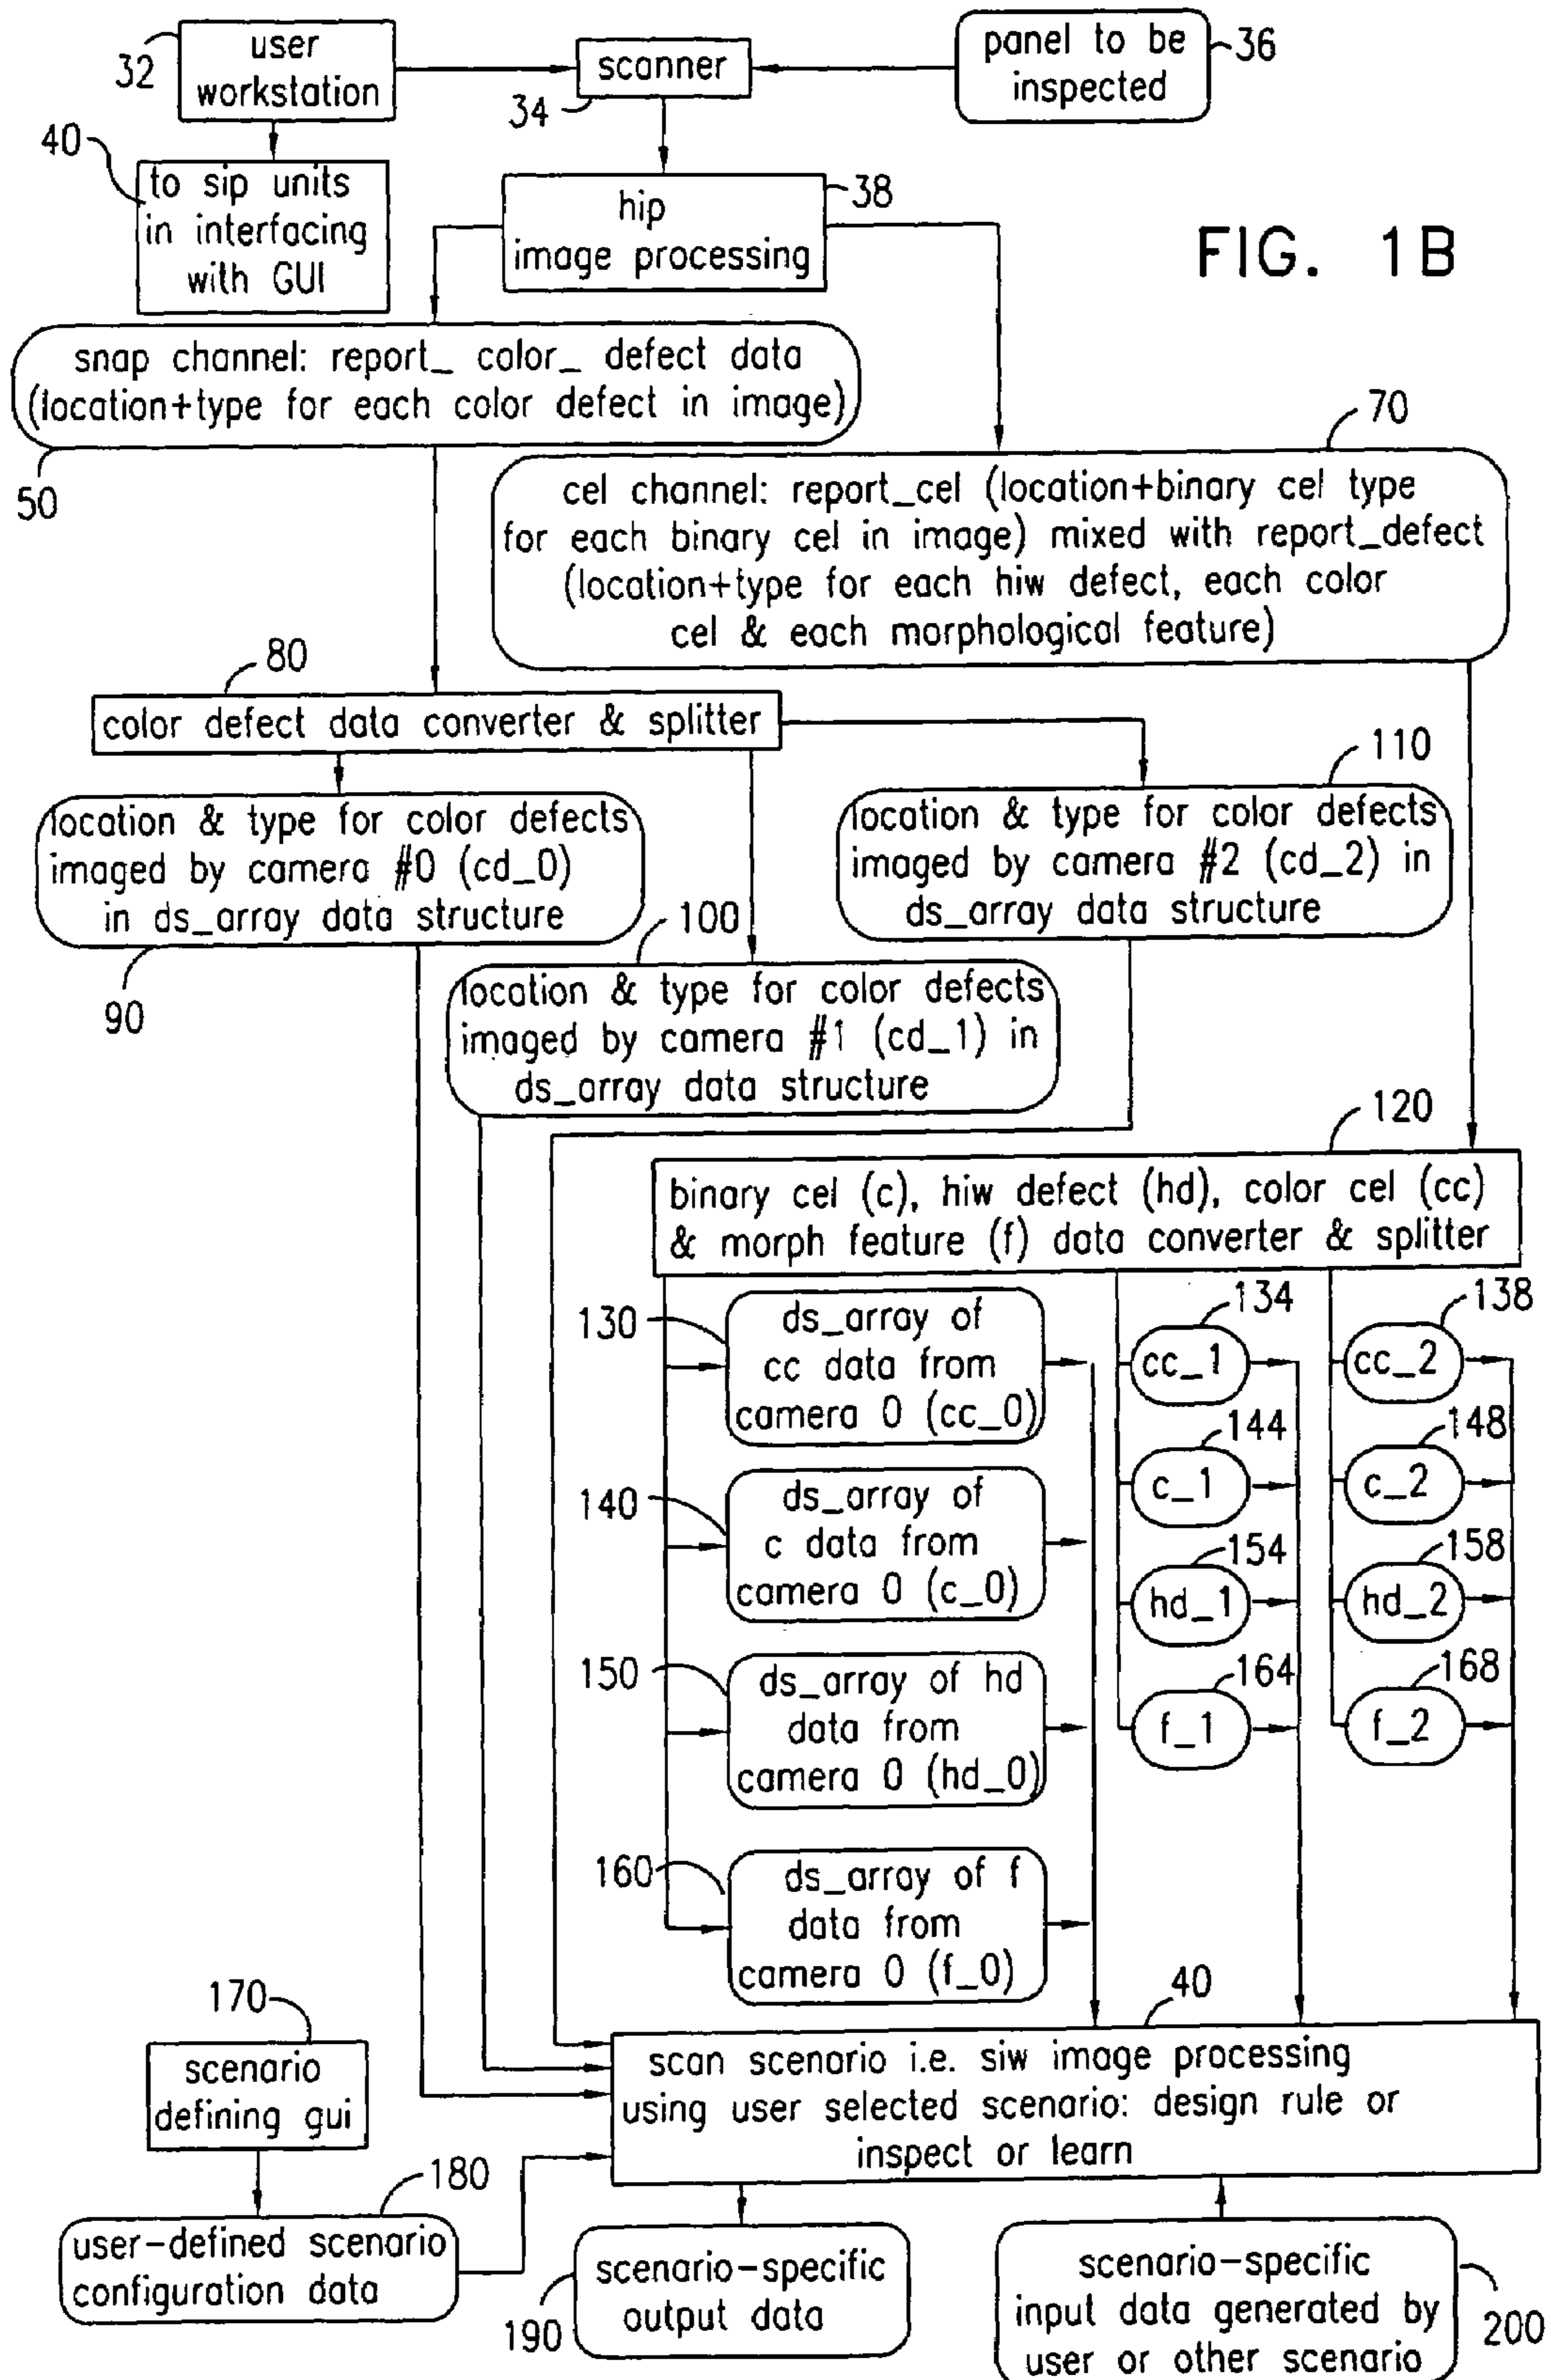 32
user
workstation
scanner
34
panel to be
inspected
36
40
to sip units
in interfacing
with GUI
hip
image processing
38
FIG. 1B
snap channel: report_ color_ defect data
(location+type for each color defect in image)
50
70
cel channel: report_cel (location+binary cel type
for each binary cel in image) mixed with report_defect
(location+type for each hiw defect, each color
cel & each morphological feature)
80
color defect data converter & splitter
location & type for color defects
imaged by camera #0 (cd_0)
in ds_array data structure
90
110
location & type for color defects
imaged by camera #2 (cd_2) in
ds_array data structure
100
location & type for color defects
imaged by camera #1 (cd_1) in
ds_array data structure
120
binary cel (c), hiw defect (hd), color cel (cc)
& morph feature (f) data converter & splitter
130
ds_array of
cc data from
camera 0 (cc_0)
134
cc_1
138
cc_2
140
ds_array of
c data from
camera 0 (c_0)
144
c_1
148
c_2
150
ds_array of hd
data from
camera 0 (hd_0)
154
hd_1
158
hd_2
160
ds_array of f
data from
camera 0 (f_0)
164
f_1
168
f_2
170
scenario
defining gui
40
scan scenario i.e. siw image processing
using user selected scenario: design rule or
inspect or learn
180
user-defined scenario
configuration data
190
scenario-specific
output data
scenario-specific
input data generated by
user or other scenario
200